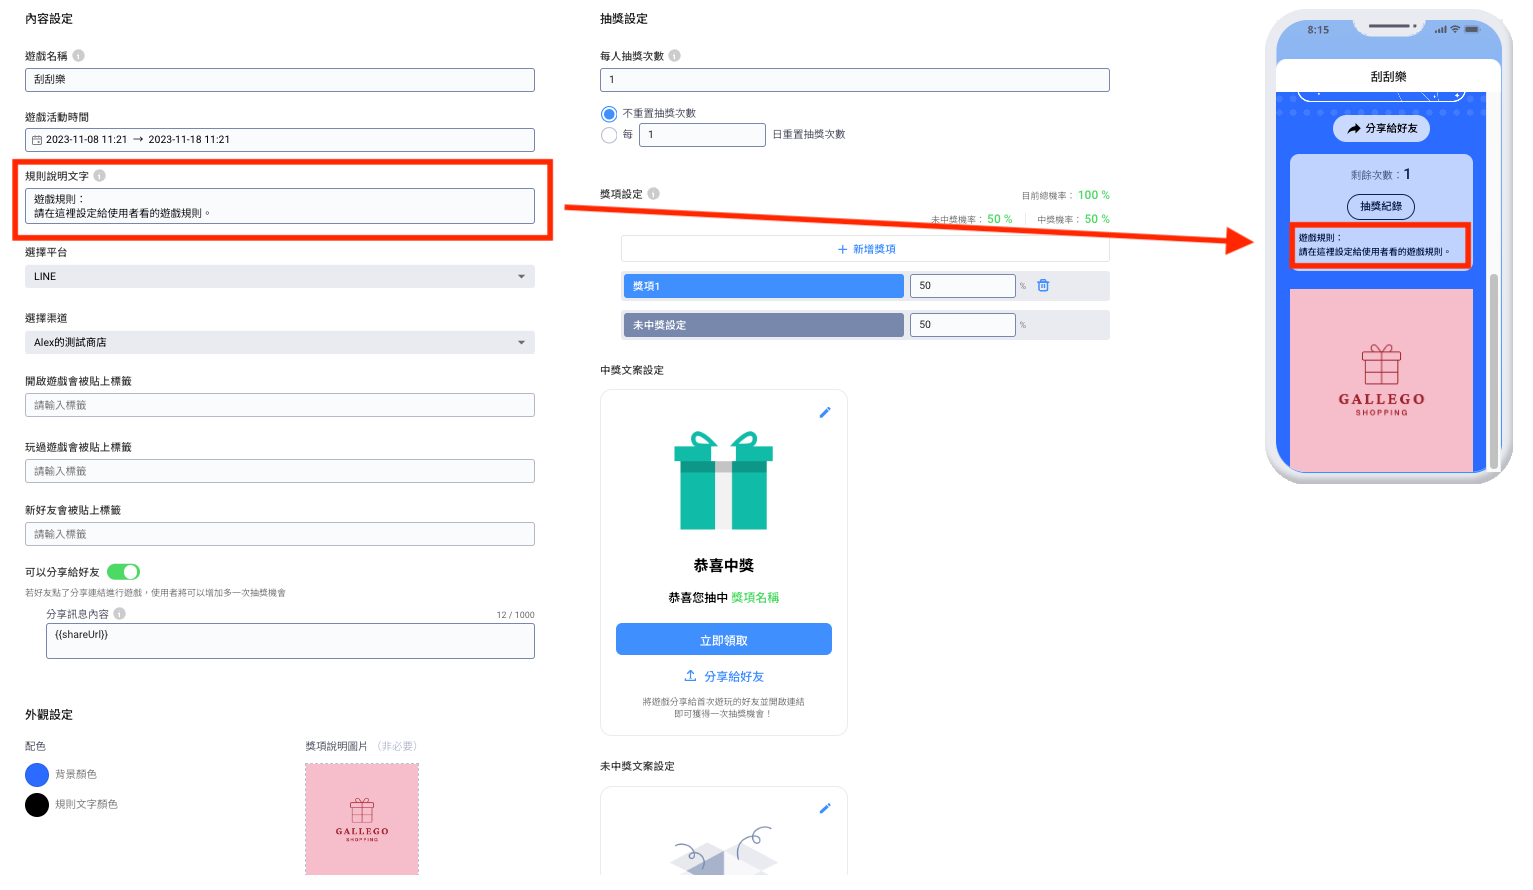 內容設定
遊戲名稱
刮刮樂
遊戲活動時間
2023-11-08 11:21 → 2023-11-18 11:21
規則說明文字
遊戲規則：
請在這裡設定給使用者看的遊戲規則。
選擇平台
LINE
選擇渠道
Alex的測試商店
開啟遊戲會被貼上標籤
請輸入標籤
玩過遊戲會被貼上標籤
請輸入標籤
新好友會被貼上標籤
請輸入標籤
可以分享給好友
若好友點了分享連結進行遊戲，使用者將可以增加多一次抽獎機會
分享訊息內容
12 / 1000
{{shareUrl}}
外觀設定
配色
背景顏色
規則文字顏色
獎項說明圖片 （非必要）
GALLEGO
SHOPPING
抽獎設定
每人抽獎次數
1
不重置抽獎次數
每 1 日重置抽獎次數
獎項設定
目前總機率： 100 %
未中獎機率： 50 % 中獎機率： 50 %
+ 新增獎項
獎項1 50 %
未中獎設定 50 %
中獎文案設定
恭喜中獎
恭喜您抽中 獎項名稱
立即領取
分享給好友
將遊戲分享給首次遊玩的好友並開啟連結
即可獲得一次抽獎機會！
未中獎文案設定
8:15
刮刮樂
分享給好友
剩餘次數：1
抽獎紀錄
遊戲規則：
請在這裡設定給使用者看的遊戲規則。
GALLEGO
SHOPPING